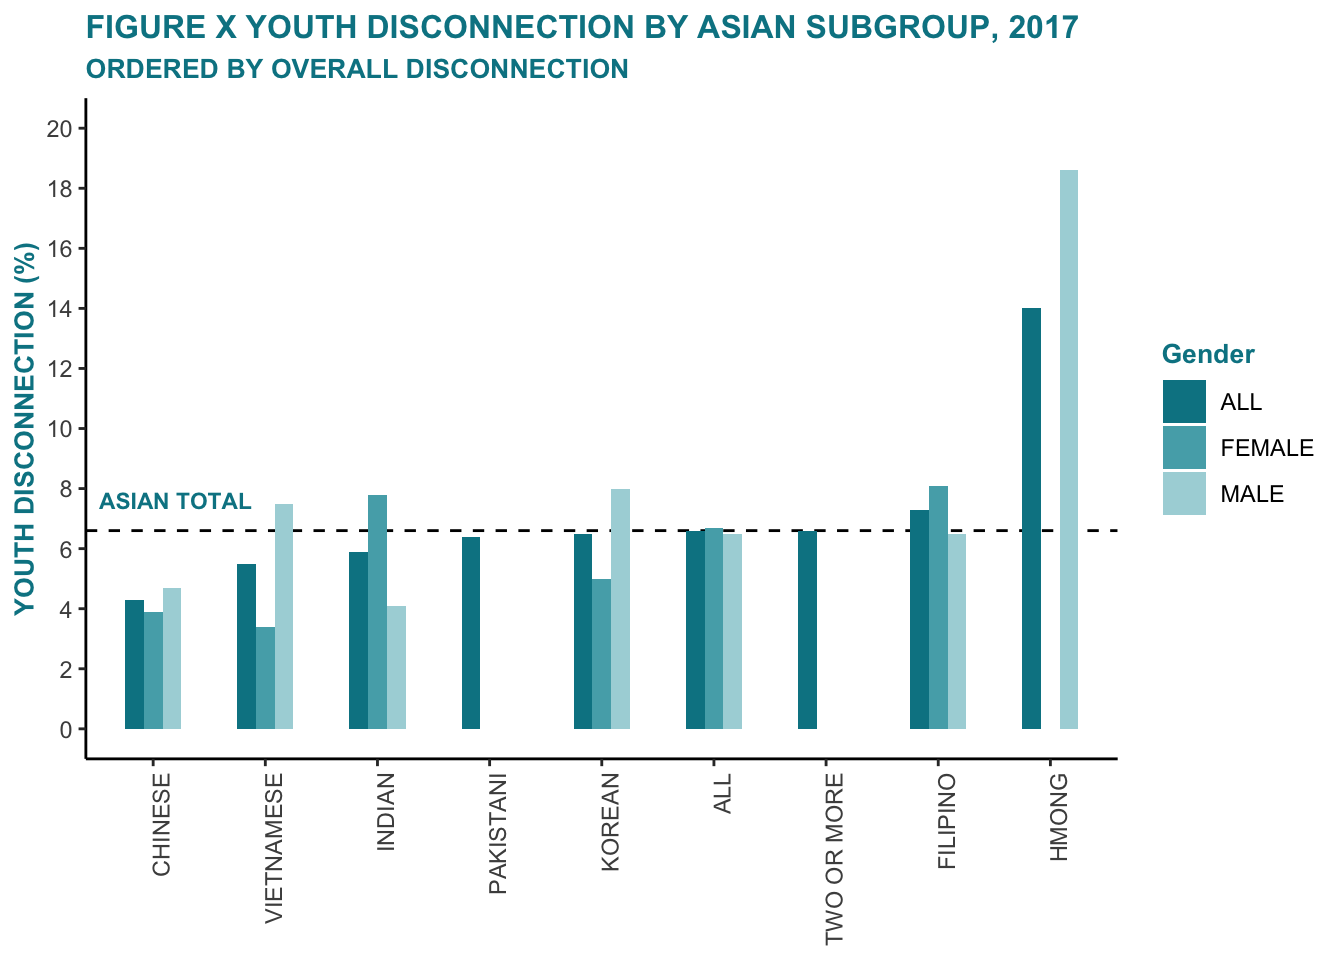 FIGURE X YOUTH DISCONNECTION BY ASIAN SUBGROUP, 2017
ORDERED BY OVERALL DISCONNECTION
YOUTH DISCONNECTION (%)
20
18
16
14
12
10
8
6
4
2
0
ASIAN TOTAL
CHINESE
VIETNAMESE
INDIAN
PAKISTANI
KOREAN
ALL
TWO OR MORE
FILIPINO
HMONG
Gender
ALL
FEMALE
MALE